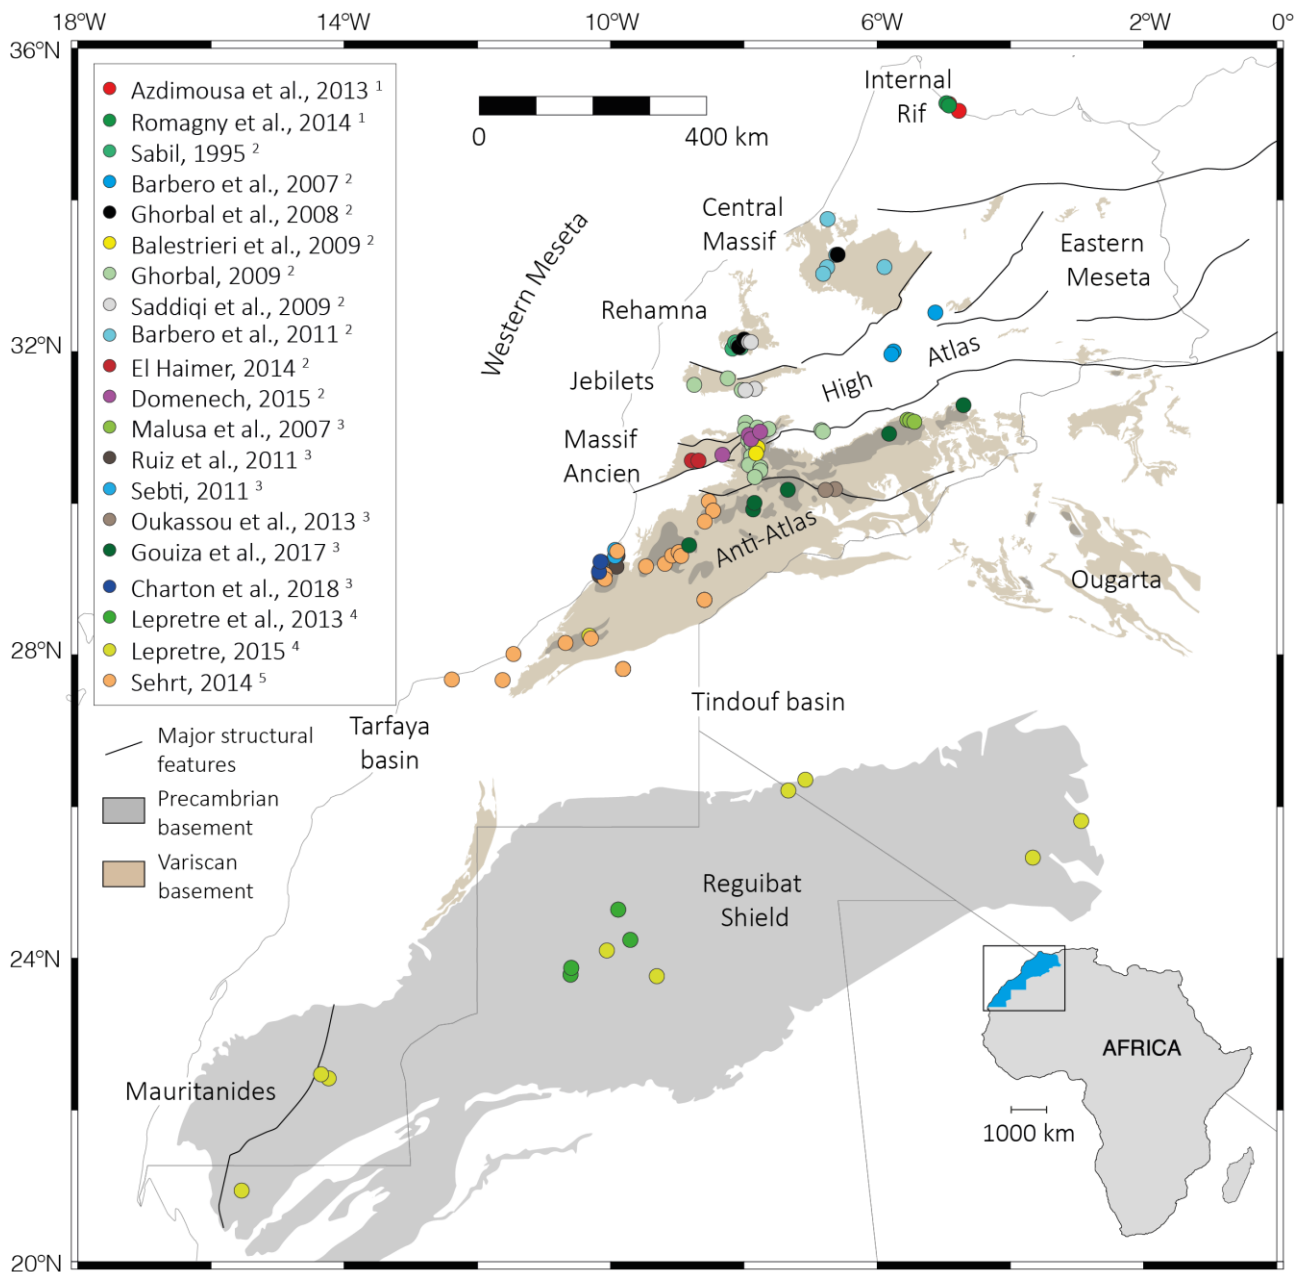 18°W
14°W
10°W
6°W
2°W
0°
36°N
32°N
28°N
24°N
20°N
Azdimousa et al., 2013 ¹
Romagny et al., 2014 ¹
Sabil, 1995 ²
Barbero et al., 2007 ²
Ghorbal et al., 2008 ²
Balestrieri et al., 2009 ²
Ghorbal, 2009 ²
Saddiqi et al., 2009 ²
Barbero et al., 2011 ²
El Haimer, 2014 ²
Domenech, 2015 ²
Malusa et al., 2007 ³
Ruiz et al., 2011 ³
Sebti, 2011 ³
Oukassou et al., 2013 ³
Gouiza et al., 2017 ³
Charton et al., 2018 ³
Lepretre et al., 2013 ⁴
Lepretre, 2015 ⁴
Sehrt, 2014 ⁵
Major structural
features
Precambrian
basement
Variscan
basement
0
400 km
Internal
Rif
Central
Massif
Eastern
Meseta
Western Meseta
Rehamna
Jebilets
High
Atlas
Massif
Ancien
Anti-Atlas
Ougarta
Tindouf basin
Tarfaya
basin
Reguibat
Shield
Mauritanides
AFRICA
1000 km